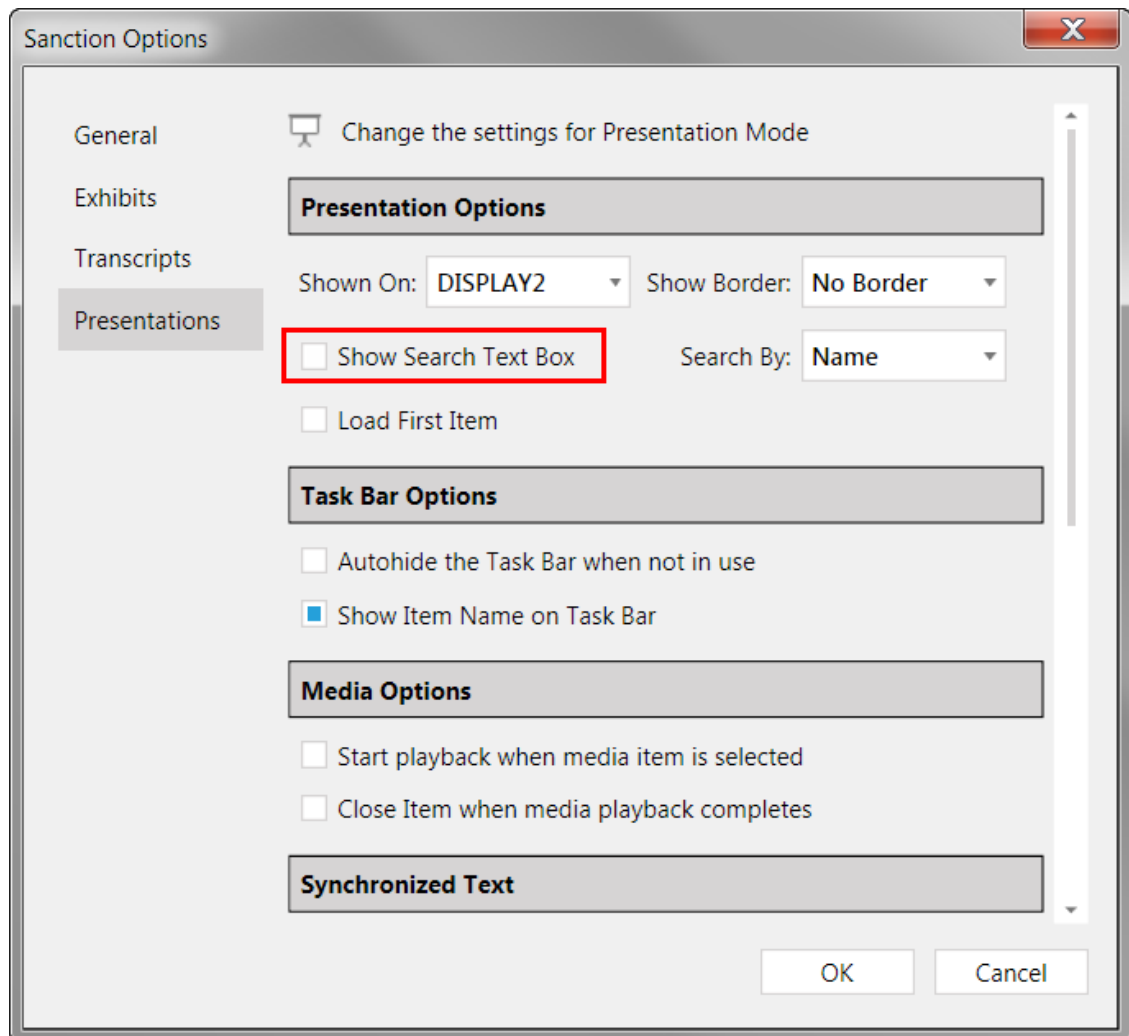 Sanction Options
General
Exhibits
Transcripts
Presentations
Change the settings for Presentation Mode
Presentation Options
Shown On: DISPLAY2 Show Border: No Border
Show Search Text Box Search By: Name
Load First Item
Task Bar Options
Autohide the Task Bar when not in use
Show Item Name on Task Bar
Media Options
Start playback when media item is selected
Close Item when media playback completes
Synchronized Text
OK Cancel